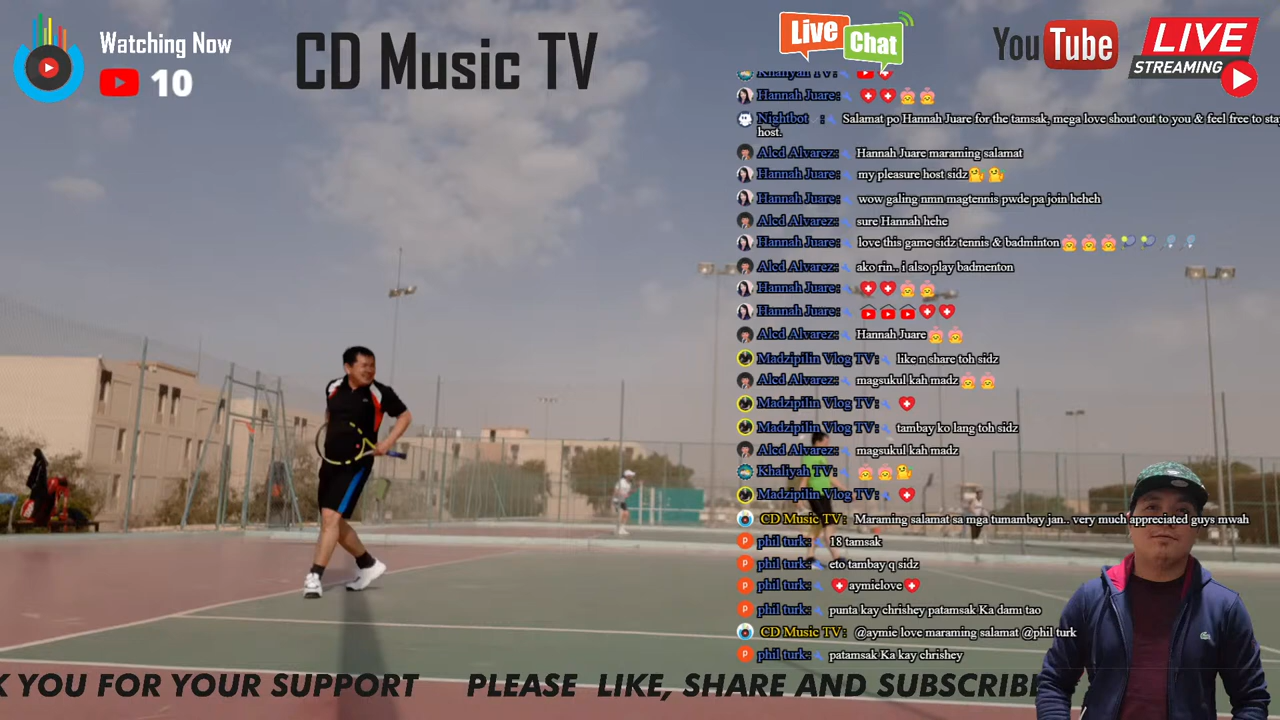 Watching Now
10
CD Music TV
Live Chat
YouTube
LIVE
STREAMING
Khaliyah TV:
Hannah Juare:
Nightbot : Salamat po Hannah Juare for the tamsak, mega love shout out to you & feel free to stay
host.
Alcd Alvarez: Hannah Juare maraming salamat
Hannah Juare: my pleasure host sidz
Hannah Juare: wow galing nmn magtennis pwde pa join heheh
Alcd Alvarez: sure Hannah hehe
Hannah Juare: love this game sidz tennis & badminton
Alcd Alvarez: ako rin.. i also play badmenton
Hannah Juare:
Hannah Juare:
Alcd Alvarez: Hannah Juare
Madzipilin Vlog TV: like n share toh sidz
Alcd Alvarez: magsukul kah madz
Madzipilin Vlog TV:
Madzipilin Vlog TV: tambay ko lang toh sidz
Alcd Alvarez: magsukul kah madz
Khaliyah TV:
Madzipilin Vlog TV:
CD Music TV: Maraming salamat sa mga tumambay jan.. very much appreciated guys mwah
phil turk: 18 tamsak
phil turk: eto tambay q sidz
phil turk: aymielove
phil turk: punta kay chrishey patamsak Ka dami tao
CD Music TV: @aymie love maraming salamat @phil turk
phil turk: patamsak Ka kay chrishey
K YOU FOR YOUR SUPPORT PLEASE LIKE, SHARE AND SUBSCRIBE